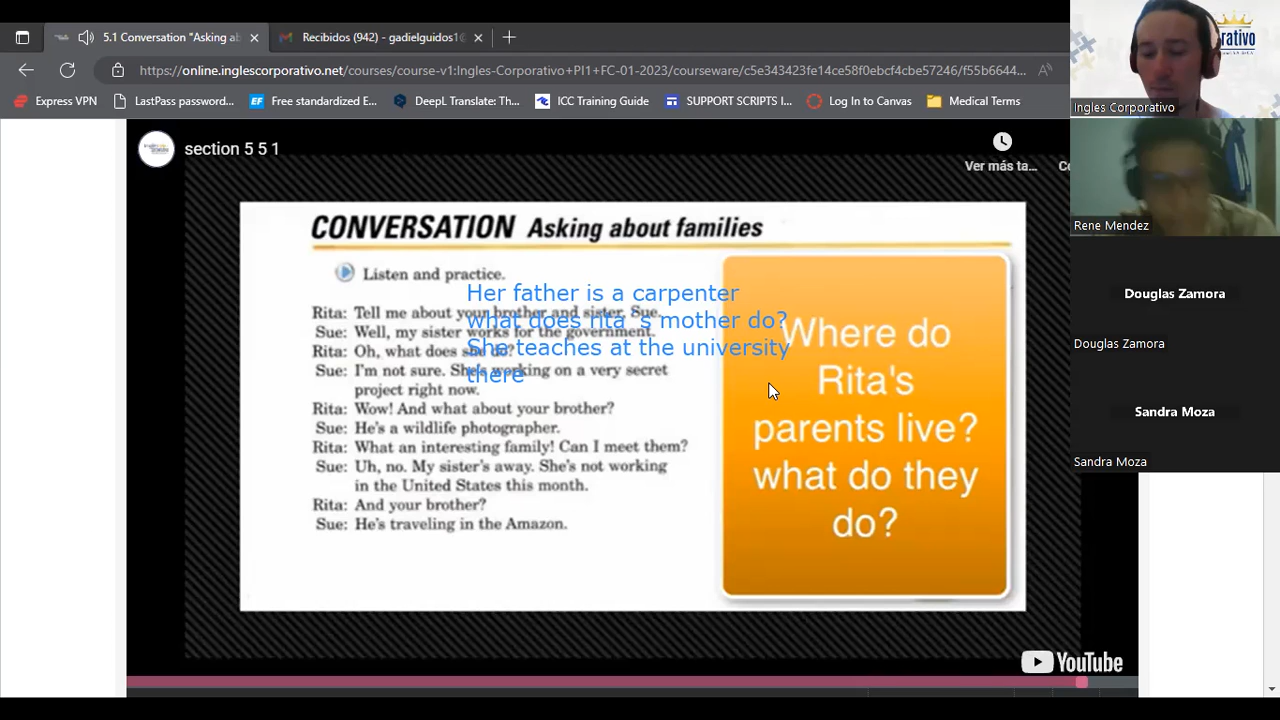 5.1 Conversation "Asking ab
Recibidos (942) - gadielguidos1@
https://online.inglescorporativo.net/courses/course-v1:Ingles-Corporativo+PI1+FC-01-2023/courseware/c5e343423fe14ce58f0ebcf4cbe57246/f55b6644...
Express VPN
LastPass password...
EF Free standardized E...
DeepL Translate: Th...
ICC Training Guide
SUPPORT SCRIPTS I...
Log In to Canvas
Medical Terms
section 5 5 1
Ver más ta...
CONVERSATION Asking about families
Listen and practice.
Rita: Tell me about your brother and sister, Sue.
Sue: Well, my sister works for the government.
Rita: Oh, what does she do?
Sue: I'm not sure. She's working on a very secret
project right now.
Rita: Wow! And what about your brother?
Sue: He's a wildlife photographer.
Rita: What an interesting family! Can I meet them?
Sue: Uh, no. My sister's away. She's not working
in the United States this month.
Rita: And your brother?
Sue: He's traveling in the Amazon.
Her father is a carpenter
what does rita´s mother do?
She teaches at the university
there
Where do
Rita's
parents live?
what do they
do?
YouTube
Ingles Corporativo
Rene Mendez
Douglas Zamora
Douglas Zamora
Sandra Moza
Sandra Moza